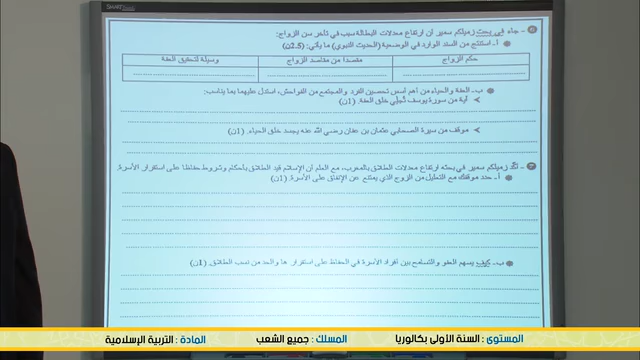 SMART
- جاء في بحث زميلكم سمير أن ارتفاع معدلات البطالة سبب في تأخر سن الزواج:
أ- استنتج من السند الوارد في الوضعية (الحديث النبوي) ما يأتي: (2.5ن)
حكم الزواج
مقصدا من مقاصد الزواج
وسيلة لتحقيق العفة
ب- العفة والحياء من أهم أسس تحصين الفرد والمجتمع من الفواحش، استدل عليهما بما يناسب:
آية من سورة يوسف تُجلي خلق العفة. (1ن)
موقف من سيرة الصحابي عثمان بن عفان رضي الله عنه يجسد خلق الحياء. (1ن)
زميلكم سمير في بحثه ارتفاع معدلات الطلاق بالمغرب، مع العلم أن الإسلام قيد الطلاق بأحكام وشروط حفاظا على استقرار الأسرة.
أ- حدد موقفك مع التعليل من الزوج الذي يمتنع عن الإنفاق على الأسرة. (1ن)
ب- كيف يسهم العفو والتسامح بين أفراد الأسرة في الحفاظ على استقرارها والحد من نسب الطلاق. (1ن)
المستوى : السنة الأولى بكالوريا
المسلك : جميع الشعب
المادة : التربية الإسلامية